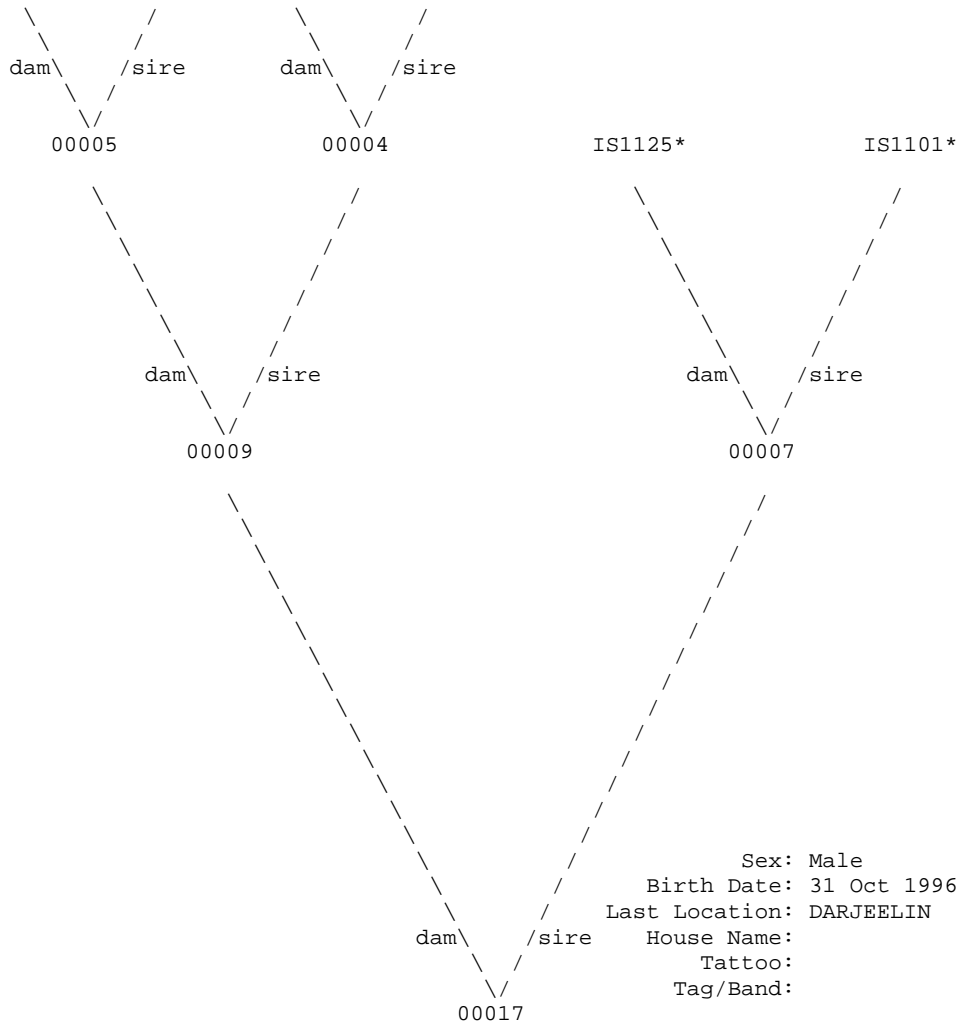 dam sire dam sire
00005 00004 IS1125* IS1101*
dam sire dam sire
00009 00007
Sex: Male
Birth Date: 31 Oct 1996
Last Location: DARJEELIN
dam sire House Name:
Tattoo:
Tag/Band:
00017